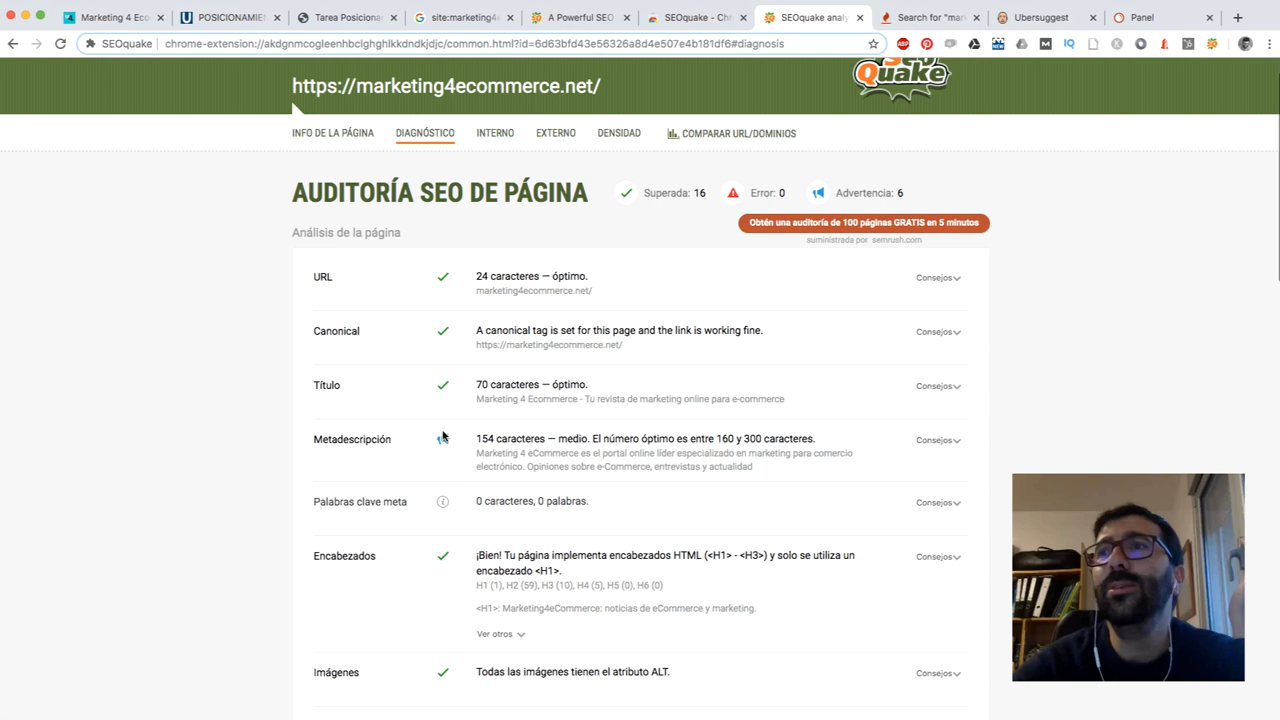 Marketing 4 Eco
POSICIONAMIEN
Tarea Posicional
site:marketing4
A Powerful SEO
SEOquake - Chr
SEOquake analy
Search for "mark
Ubersuggest
Panel
SEOquake
chrome-extension://akdgnmcogleenhbclghghlkkdndkjdjc/common.html?id=6d63bfd43e56326a8d4e507e4b181df6#diagnosis
https://marketing4ecommerce.net/
SEO
Quake
INFO DE LA PÁGINA DIAGNÓSTICO INTERNO EXTERNO DENSIDAD COMPARAR URL/DOMINIOS
AUDITORÍA SEO DE PÁGINA Superada: 16 Error: 0 Advertencia: 6
Obtén una auditoría de 100 páginas GRATIS en 5 minutos
Análisis de la página
suministrada por semrush.com
URL 24 caracteres — óptimo. Consejos
marketing4ecommerce.net/
Canonical A canonical tag is set for this page and the link is working fine. Consejos
https://marketing4ecommerce.net/
Título 70 caracteres — óptimo. Consejos
Marketing 4 Ecommerce - Tu revista de marketing online para e-commerce
Metadescripción 154 caracteres — medio. El número óptimo es entre 160 y 300 caracteres. Consejos
Marketing 4 eCommerce es el portal online líder especializado en marketing para comercio
electrónico. Opiniones sobre e-Commerce, entrevistas y actualidad
Palabras clave meta 0 caracteres, 0 palabras. Consejos
Encabezados ¡Bien! Tu página implementa encabezados HTML (<H1> - <H3>) y solo se utiliza un Consejos
encabezado <H1>.
H1 (1), H2 (59), H3 (10), H4 (5), H5 (0), H6 (0)
<H1>: Marketing4eCommerce: noticias de eCommerce y marketing.
Ver otros
Imágenes Todas las imágenes tienen el atributo ALT. Consejos